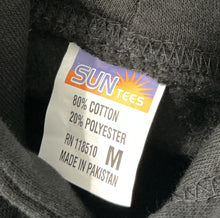 SUN
TEES
80% COTTON
20% POLYESTER
RN 118510 M
MADE IN PAKISTAN